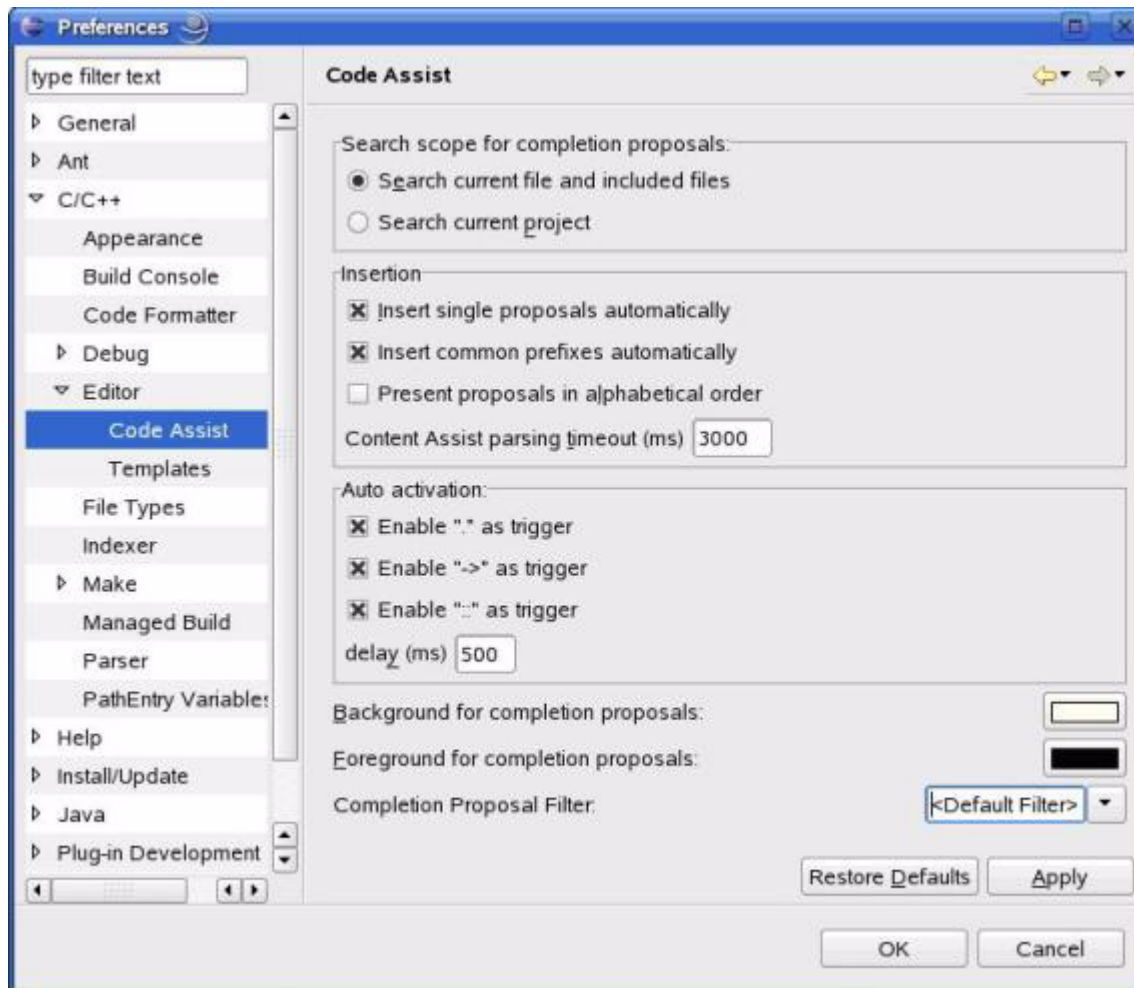 Preferences
type filter text
General
Ant
C/C++
Appearance
Build Console
Code Formatter
Debug
Editor
Code Assist
Templates
File Types
Indexer
Make
Managed Build
Parser
PathEntry Variable
Help
Install/Update
Java
Plug-in Development
Code Assist
Search scope for completion proposals:
Search current file and included files
Search current project
Insertion
Insert single proposals automatically
Insert common prefixes automatically
Present proposals in alphabetical order
Content Assist parsing timeout (ms) 3000
Auto activation:
Enable "." as trigger
Enable "->" as trigger
Enable "::" as trigger
delay (ms) 500
Background for completion proposals:
Foreground for completion proposals:
Completion Proposal Filter: <Default Filter>
Restore Defaults Apply
OK Cancel